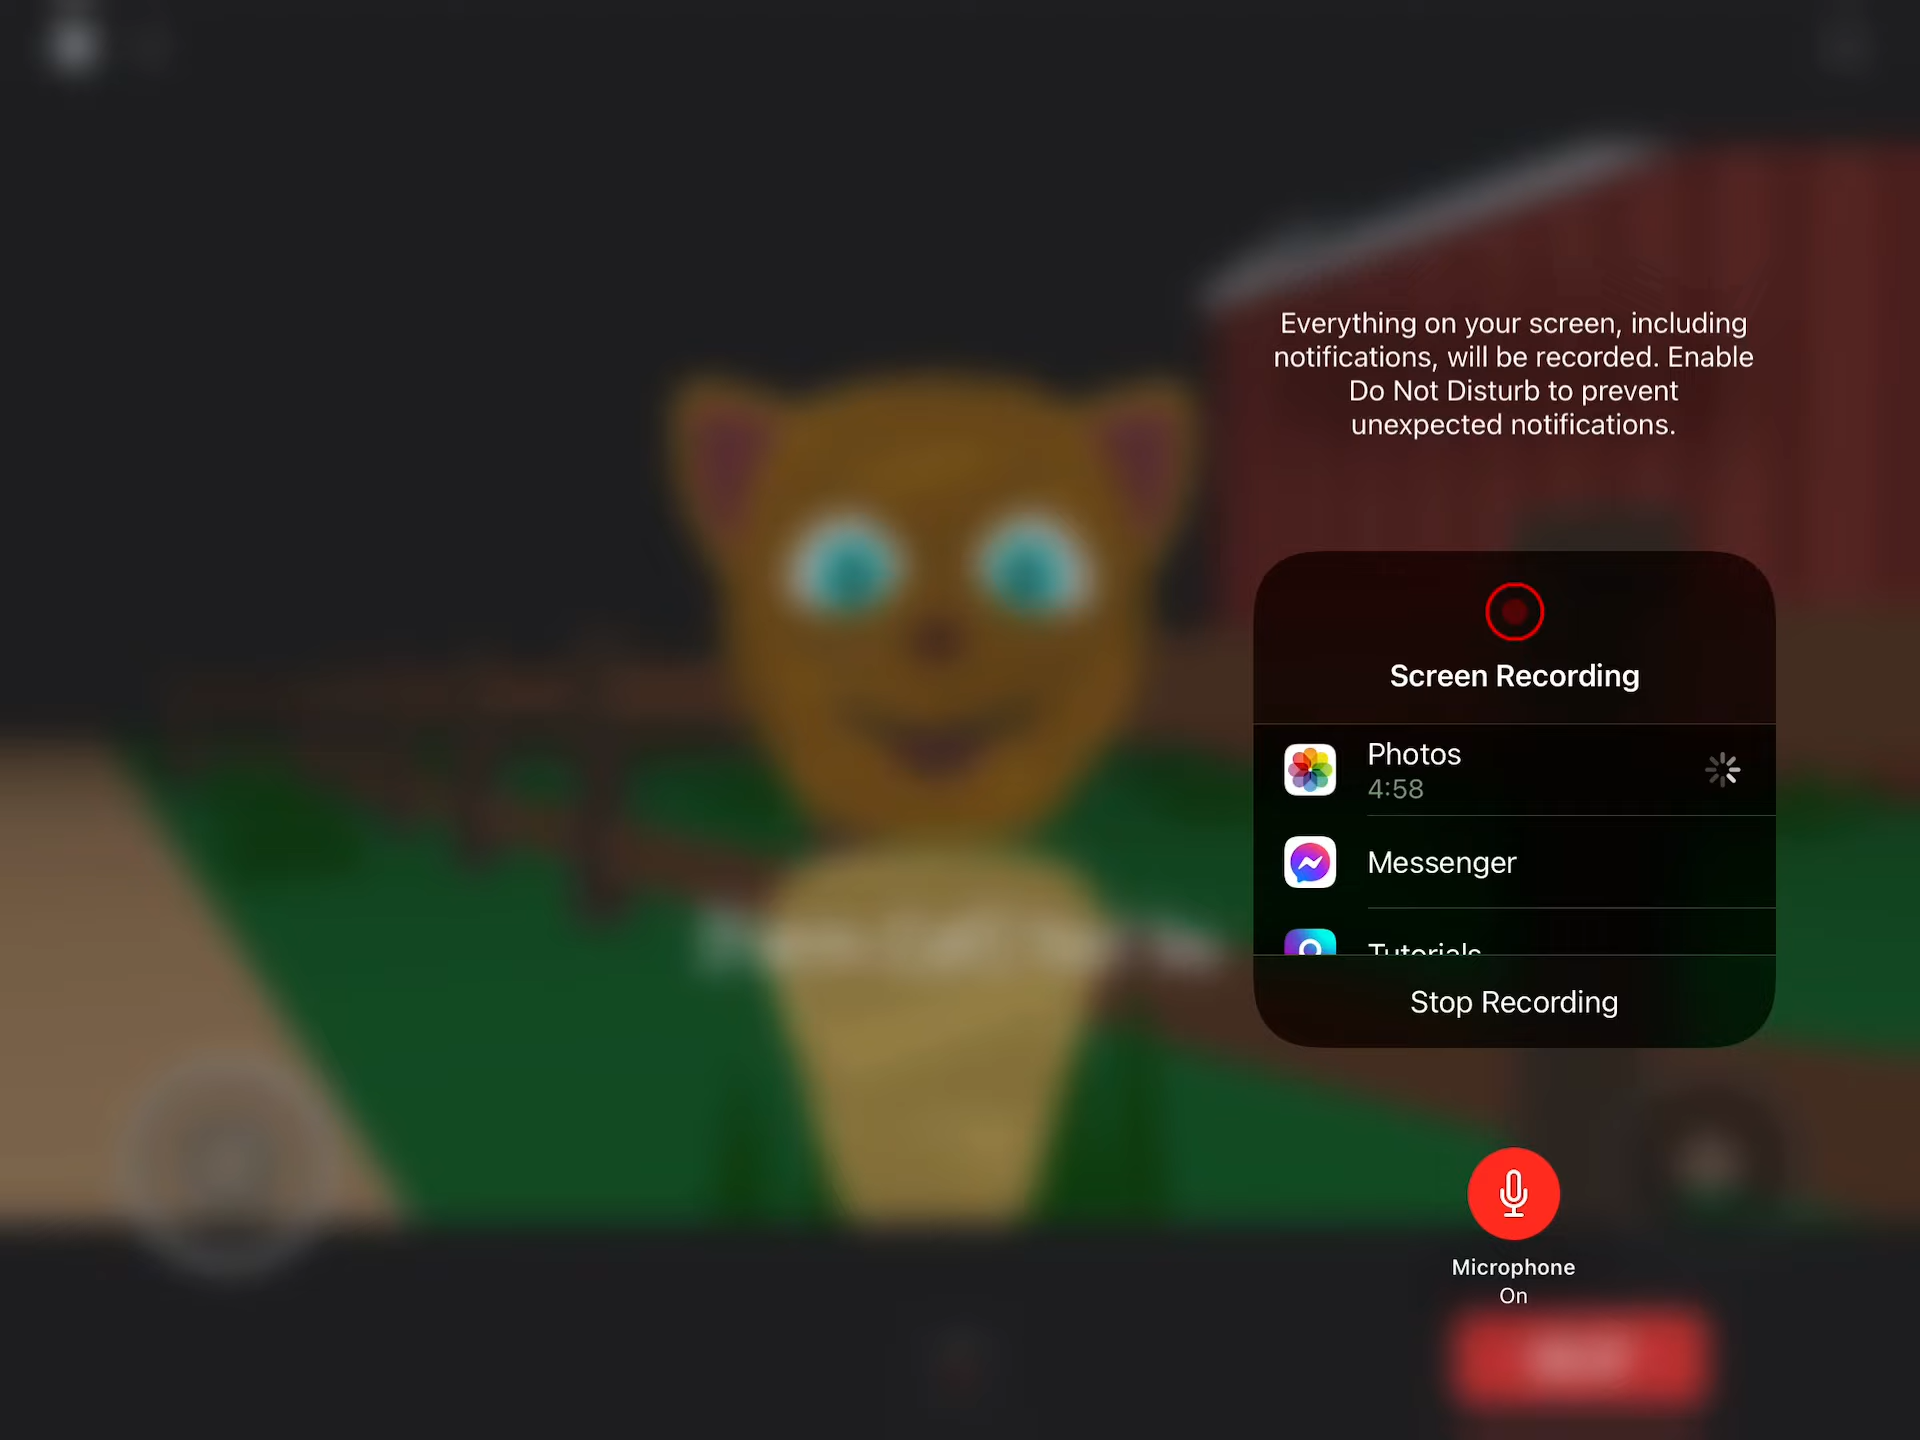 Everything on your screen, including
notifications, will be recorded. Enable
Do Not Disturb to prevent
unexpected notifications.
Screen Recording
Photos
4:58
Messenger
Tutorials
Stop Recording
Microphone
On